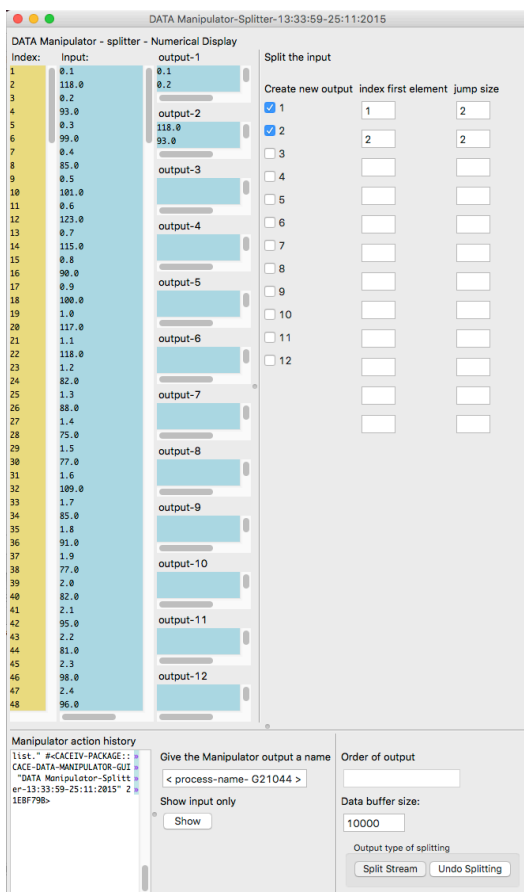 DATA Manipulator-Splitter-13:33:59-25:11:2015
DATA Manipulator - splitter - Numerical Display
Index: Input: output-1 Split the input
1 0.1 0.1
2 118.0 0.2
3 0.2
4 93.0
5 0.3
6 99.0
7 0.4
8 85.0
9 0.5
10 101.0
11 0.6
12 123.0
13 0.7
14 115.0
15 0.8
16 90.0
17 0.9
18 100.0
19 1.0
20 117.0
21 1.1
22 118.0
23 1.2
24 82.0
25 1.3
26 88.0
27 1.4
28 75.0
29 1.5
30 77.0
31 1.6
32 109.0
33 1.7
34 85.0
35 1.8
36 91.0
37 1.9
38 77.0
39 2.0
40 82.0
41 2.1
42 95.0
43 2.2
44 81.0
45 2.3
46 98.0
47 2.4
48 96.0
output-2
118.0
93.0
output-3
output-4
output-5
output-6
output-7
output-8
output-9
output-10
output-11
output-12
Create new output index first element jump size
1 1 2
2 2 2
3
4
5
6
7
8
9
10
11
12
Manipulator action history
list." #<CACEIV-PACKAGE::
CACE-DATA-MANIPULATOR-GUI
"DATA Manipulator-Splitt
er-13:33:59-25:11:2015" 2
1EBF79B>
Give the Manipulator output a name
< process-name- G21044 >
Show input only
Show
Order of output
Data buffer size:
10000
Output type of splitting
Split Stream Undo Splitting